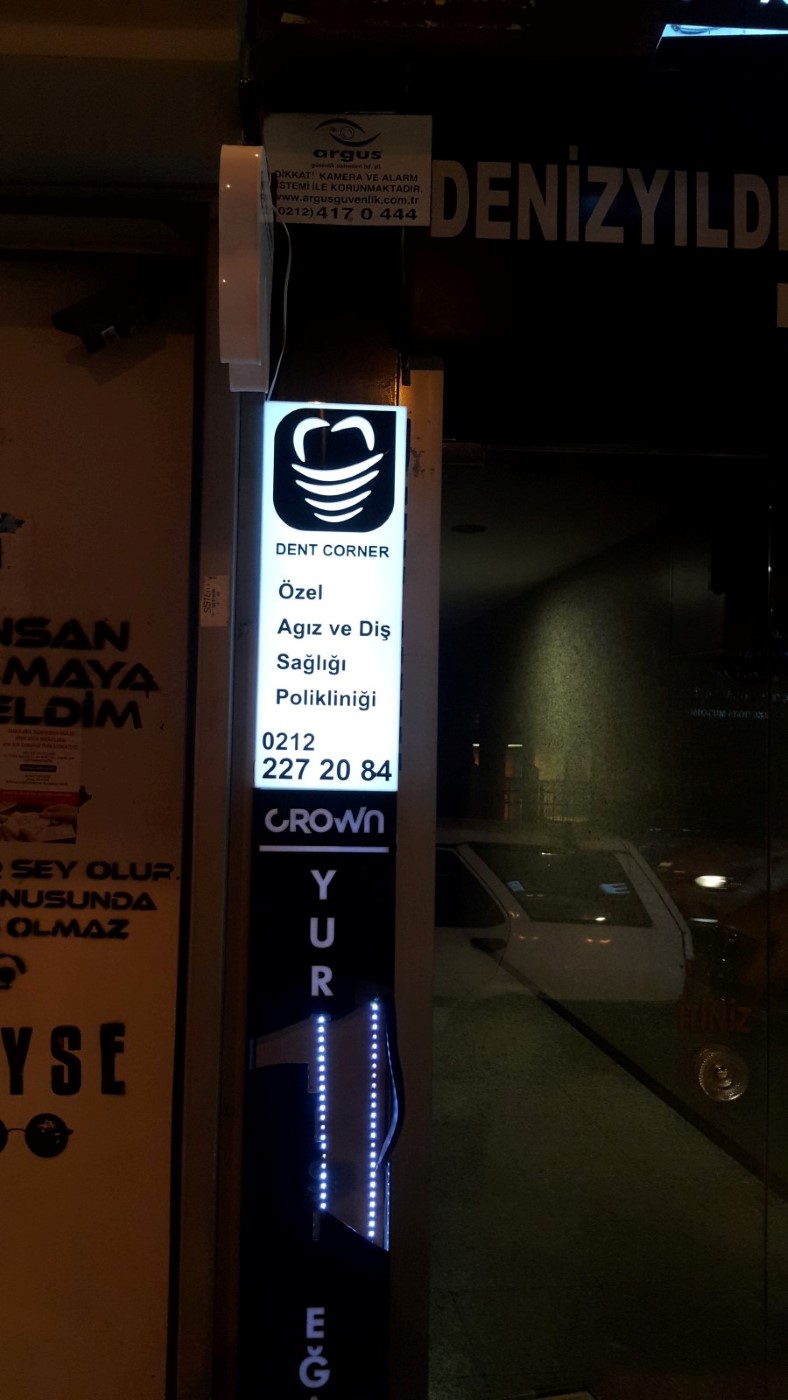 argus
DİKKAT' KAMERA VE ALARM
SİSTEMİ İLE KORUNMAKTADIR.
www.argusguvenlik.com.tr
(0212) 417 0 444
DENİZYILDI
DENT CORNER
Özel
Agız ve Diş
Sağlığı
Polikliniği
0212
227 20 84
CROWN
Y
U
R
E
Ğ
NSAN
MAYA
ELDİM
SEY OLUR.
NUSUNDA
OLMAZ
YSE